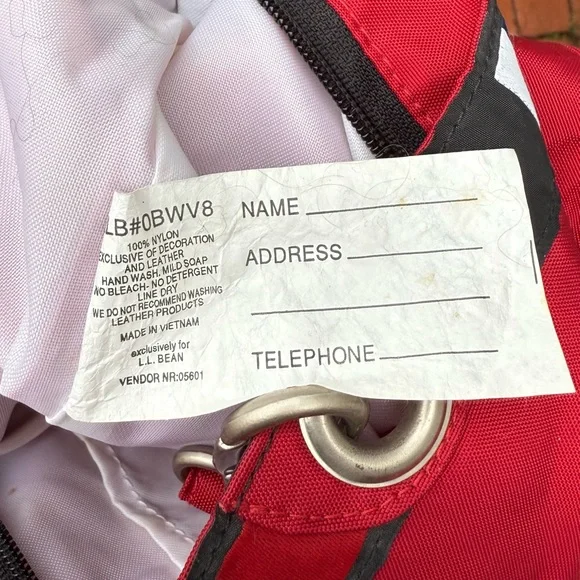 LB#0BWV8
100% NYLON
EXCLUSIVE OF DECORATION
AND LEATHER
HAND WASH, MILD SOAP
NO BLEACH- NO DETERGENT
LINE DRY
WE DO NOT RECOMMEND WASHING
LEATHER PRODUCTS
MADE IN VIETNAM
exclusively for
L.L. BEAN
VENDOR NR:05601
NAME
ADDRESS
TELEPHONE